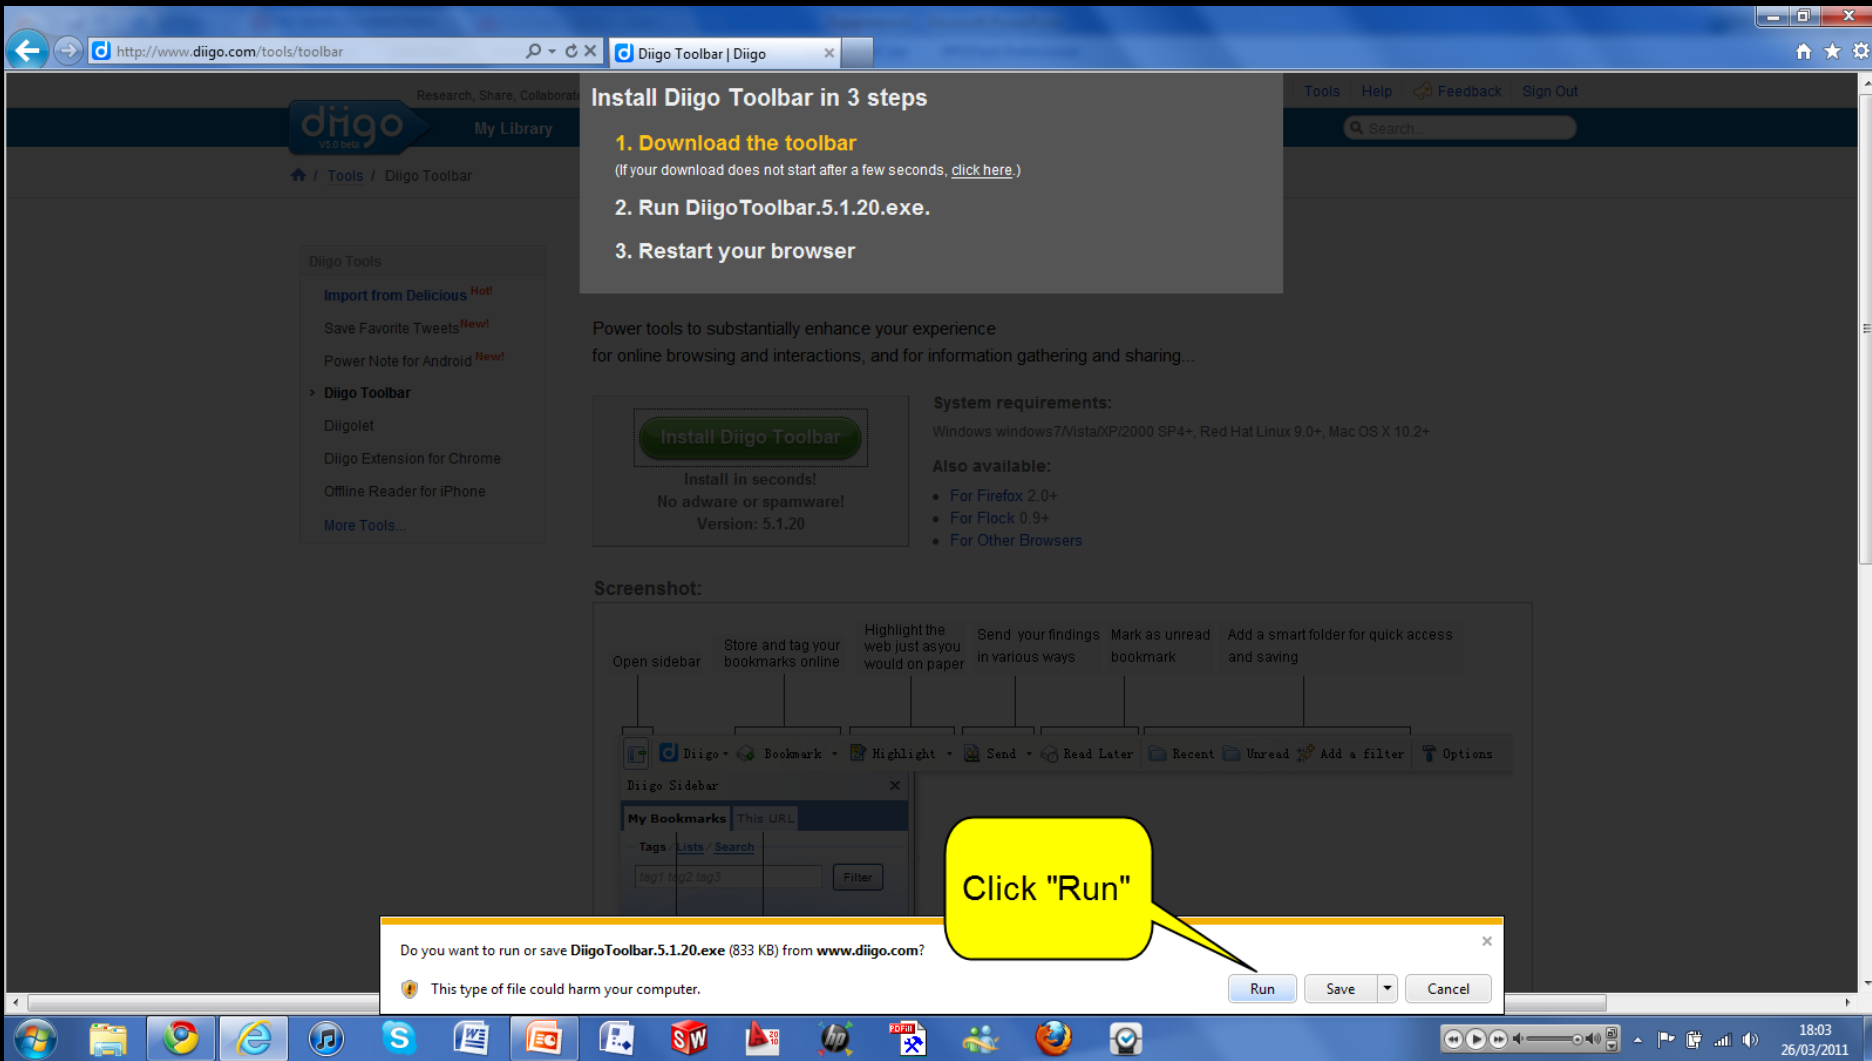 http://www.diigo.com/tools/toolbar
Diigo Toolbar | Diigo
Research, Share, Collaborate
Install Diigo Toolbar in 3 steps
Tools Help Feedback Sign Out
diigo
V5.0 beta
My Library
Search...
1. Download the toolbar
(If your download does not start after a few seconds, click here.)
/ Tools / Diigo Toolbar
2. Run DiigoToolbar.5.1.20.exe.
3. Restart your browser
Diigo Tools
Import from Delicious Hot!
Save Favorite Tweets New!
Power Note for Android New!
› Diigo Toolbar
Diigolet
Diigo Extension for Chrome
Offline Reader for iPhone
More Tools...
Power tools to substantially enhance your experience
for online browsing and interactions, and for information gathering and sharing...
Install Diigo Toolbar
Install in seconds!
No adware or spamware!
Version: 5.1.20
System requirements:
Windows windows7/Vista/XP/2000 SP4+, Red Hat Linux 9.0+, Mac OS X 10.2+
Also available:
• For Firefox 2.0+
• For Flock 0.9+
• For Other Browsers
Screenshot:
Open sidebar
Store and tag your
bookmarks online
Highlight the
web just asyou
would on paper
Send your findings
in various ways
Mark as unread
bookmark
Add a smart folder for quick access
and saving
Diigo Bookmark Highlight Send Read Later Recent Unread Add a filter Options
Diigo Sidebar
My Bookmarks This URL
Tags / Lists / Search
tag1 tag2 tag3 Filter
Click "Run"
Do you want to run or save DiigoToolbar.5.1.20.exe (833 KB) from www.diigo.com?
This type of file could harm your computer.
Run Save Cancel
PDFill
18:03
26/03/2011